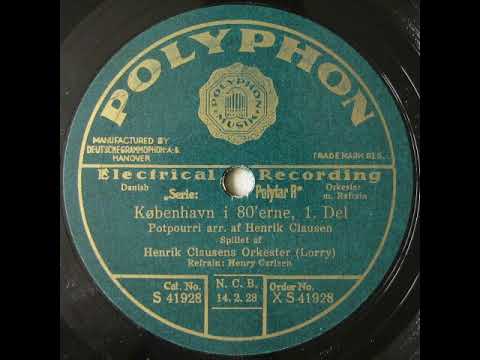 POLYPHON
POLYPHON
MUSIK
MANUFACTURED BY
DEUTSCHE GRAMMOPHON-A-G
HANOVER
TRADE MARK REG.
Electrical Recording
Danish
„Serie: Polyfar R"
Orkester
m. Refrain
København i 80'erne, 1. Del
Potpourri arr. af Henrik Clausen
Spillet af
Henrik Clausens Orkester (Lorry)
Refrain: Henry Carlsen
Cat. No.
S 41928
N. C. B.
14. 2. 28
Order No.
X S 41928